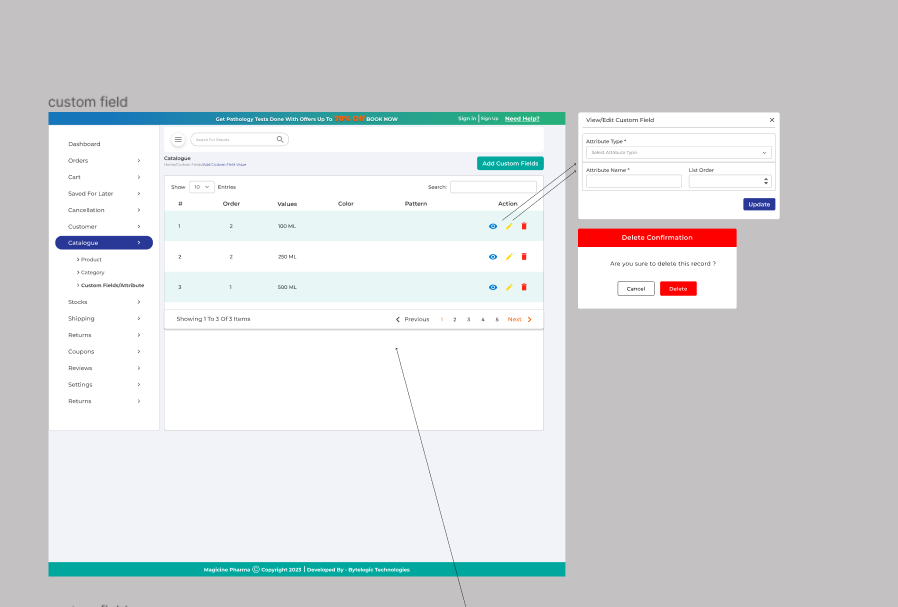 custom field
Get Pathology Tests Done With Offers Up To 70% Off BOOK NOW
Sign in | Sign Up Need Help?
Dashboard
Orders
Cart
Saved For Later
Cancellation
Customer
Catalogue
Product
Category
Custom Fields/Attribute
Stocks
Shipping
Returns
Coupons
Reviews
Settings
Returns
Catalogue
Home/Custom Fields/Add Custom Field Value
Add Custom Fields
Show 10 Entries
Search:
# Order Values Color Pattern Action
1 2 100 ML
2 2 250 ML
3 1 500 ML
Showing 1 To 3 Of 3 Items
Previous 1 2 3 4 5 Next
Magicine Pharma © Copyright 2023 | Developed By - Bytelogic Technologies
View/Edit Custom Field
Attribute Type *
Select Attribute Type
Attribute Name *
List Order
Update
Delete Confirmation
Are you sure to delete this record ?
Cancel
Delete